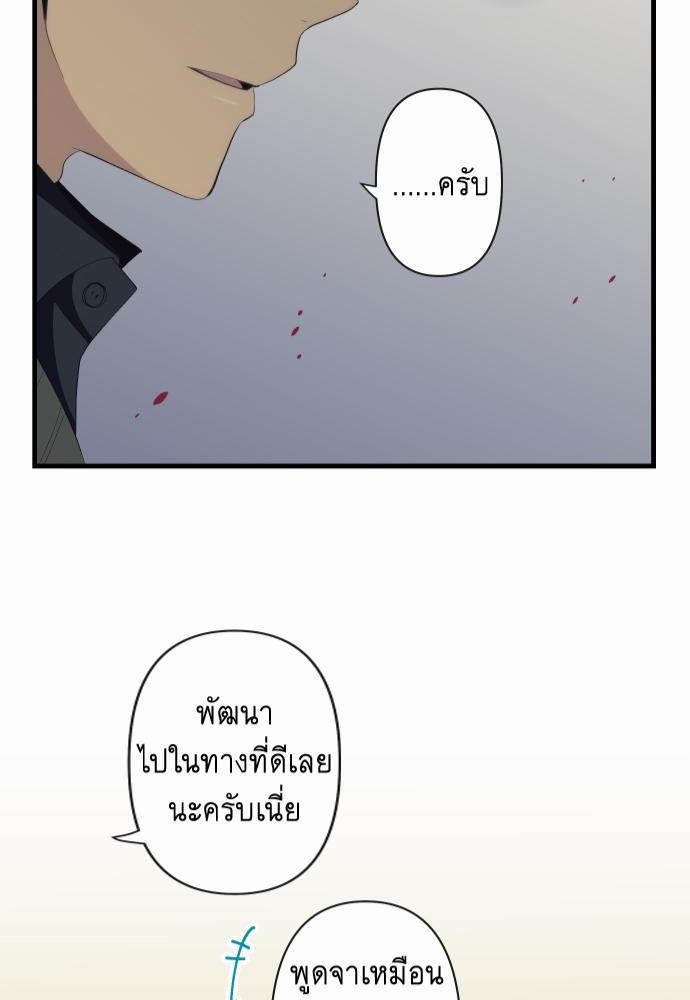 ......ครับ
พัฒนา
ไปในทางที่ดีเลย
นะครับเนี่ย
พูดจาเหมือน